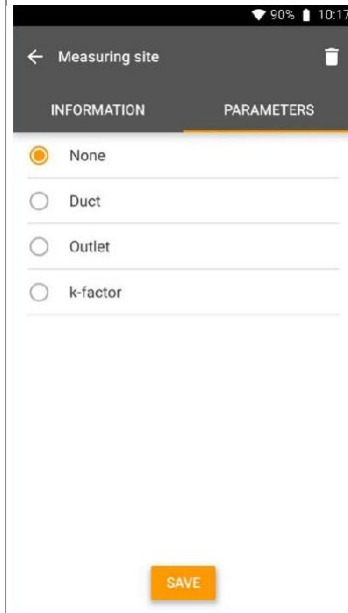 90% 10:17
Measuring site
INFORMATION PARAMETERS
None
Duct
Outlet
k-factor
SAVE